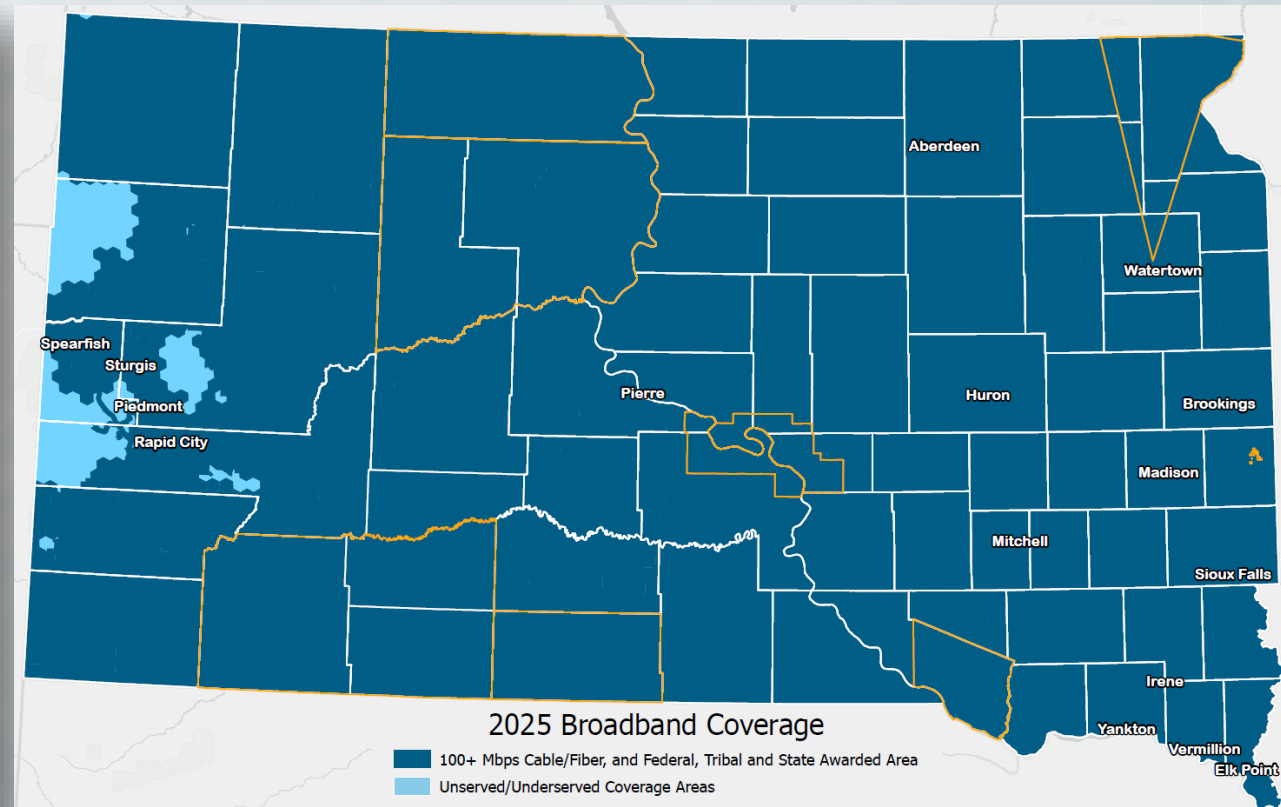 Aberdeen
Watertown
Spearfish
Sturgis
Pierre
Huron
Brookings
Piedmont
Rapid City
Madison
Mitchell
Sioux Falls
Irene
Yankton
Vermillion
Elk Point
2025 Broadband Coverage
100+ Mbps Cable/Fiber, and Federal, Tribal and State Awarded Area
Unserved/Underserved Coverage Areas